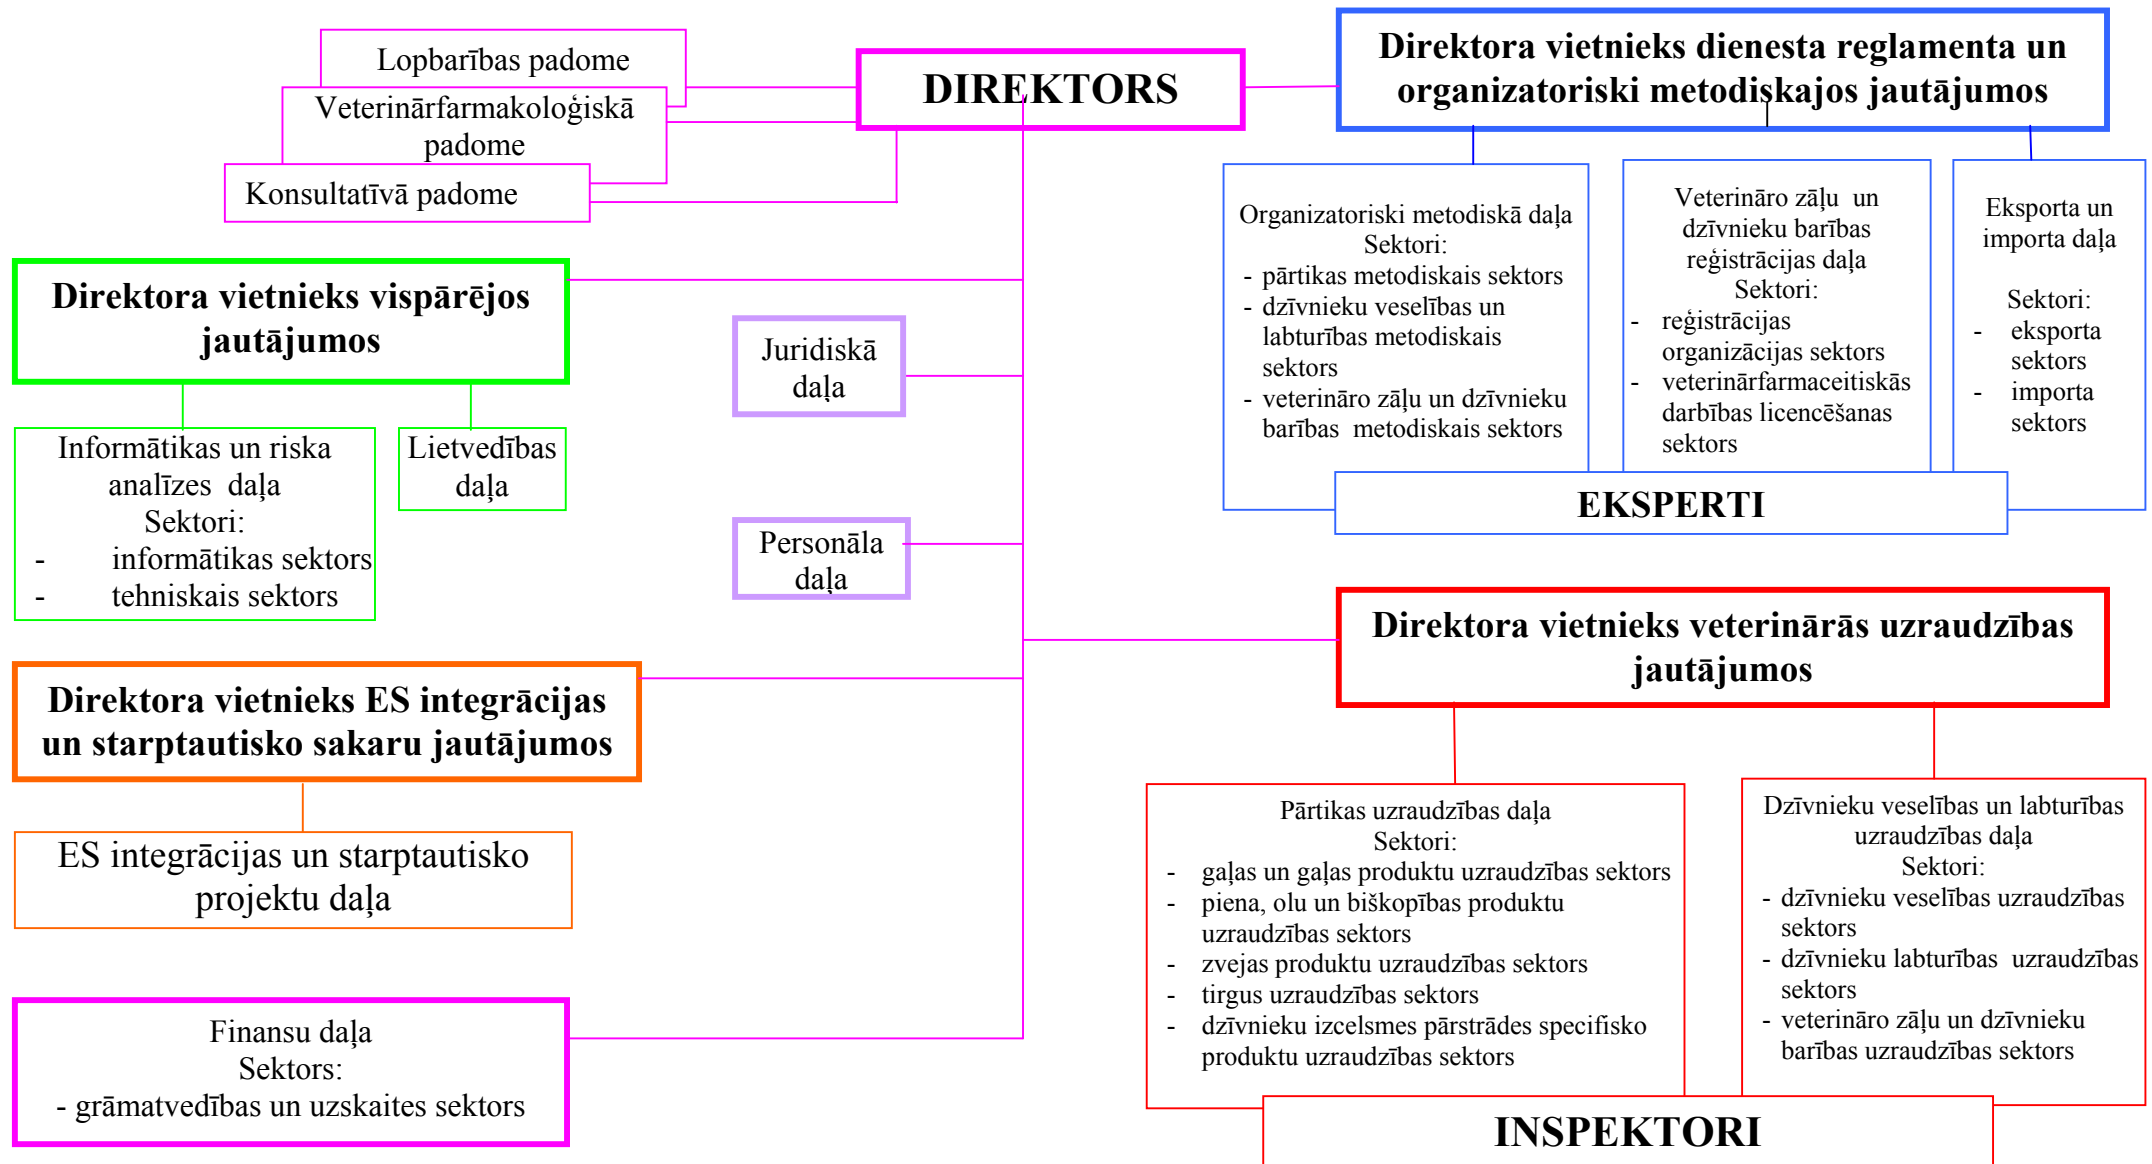 Lopbarības padome
Veterinārfarmakoloģiskā
padome
Konsultatīvā padome
DIREKTORS
Direktora vietnieks dienesta reglamenta un
organizatoriski metodiskajos jautājumos
Organizatoriski metodiskā daļa
Sektori:
- pārtikas metodiskais sektors
- dzīvnieku veselības un
labturības metodiskais
sektors
- veterināro zāļu un dzīvnieku
barības metodiskais sektors
Veterināro zāļu un
dzīvnieku barības
reģistrācijas daļa
Sektori:
- reģistrācijas
organizācijas sektors
- veterinārfarmaceitiskās
darbības licencēšanas
sektors
Eksporta un
importa daļa
Sektori:
- eksporta
sektors
- importa
sektors
EKSPERTI
Direktora vietnieks vispārējos
jautājumos
Informātikas un riska
analīzes daļa
Sektori:
- informātikas sektors
- tehniskais sektors
Lietvedības
daļa
Juridiskā
daļa
Personāla
daļa
Direktora vietnieks veterinārās uzraudzības
jautājumos
Direktora vietnieks ES integrācijas
un starptautisko sakaru jautājumos
ES integrācijas un starptautisko
projektu daļa
Pārtikas uzraudzības daļa
Sektori:
- gaļas un gaļas produktu uzraudzības sektors
- piena, olu un biškopības produktu
uzraudzības sektors
- zvejas produktu uzraudzības sektors
- tirgus uzraudzības sektors
- dzīvnieku izcelsmes pārstrādes specifisko
produktu uzraudzības sektors
Dzīvnieku veselības un labturības
uzraudzības daļa
Sektori:
- dzīvnieku veselības uzraudzības
sektors
- dzīvnieku labturības uzraudzības
sektors
- veterināro zāļu un dzīvnieku
barības uzraudzības sektors
Finansu daļa
Sektors:
- grāmatvedības un uzskaites sektors
INSPEKTORI